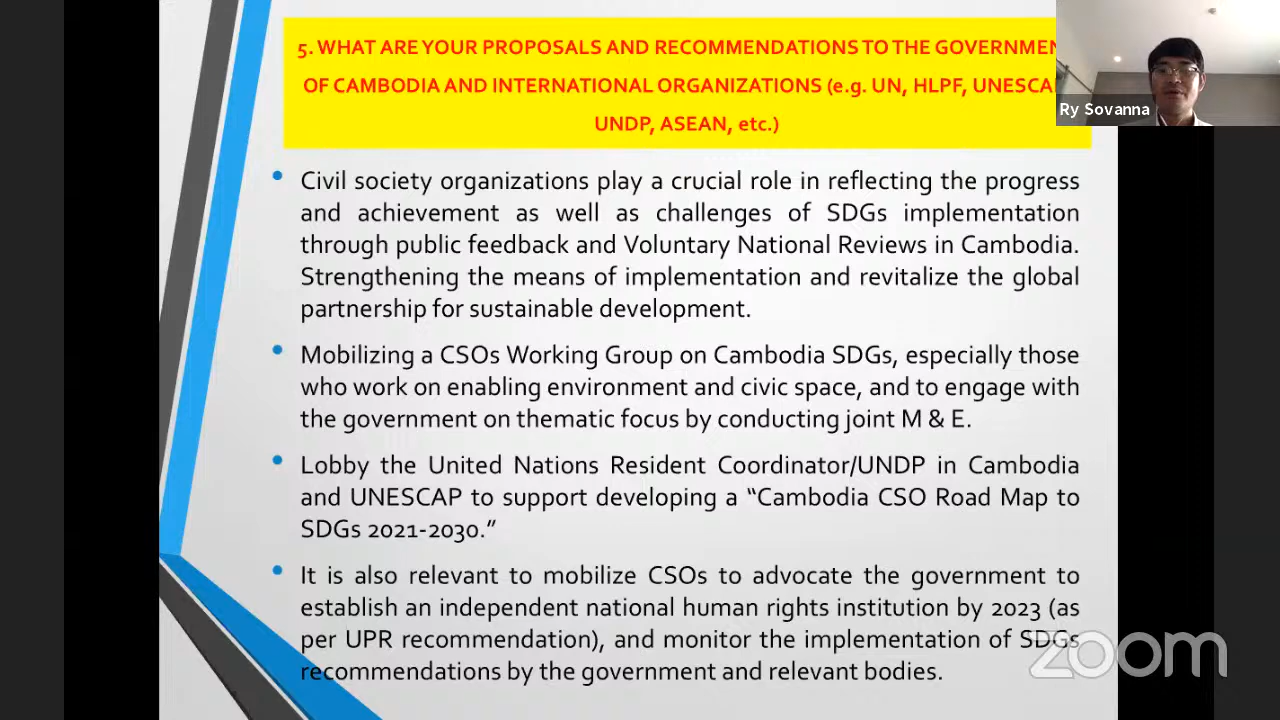 5. WHAT ARE YOUR PROPOSALS AND RECOMMENDATIONS TO THE GOVERNMEN
OF CAMBODIA AND INTERNATIONAL ORGANIZATIONS (e.g. UN, HLPF, UNESCA
UNDP, ASEAN, etc.)
Ry Sovanna
• Civil society organizations play a crucial role in reflecting the progress
and achievement as well as challenges of SDGs implementation
through public feedback and Voluntary National Reviews in Cambodia.
Strengthening the means of implementation and revitalize the global
partnership for sustainable development.
• Mobilizing a CSOs Working Group on Cambodia SDGs, especially those
who work on enabling environment and civic space, and to engage with
the government on thematic focus by conducting joint M & E.
• Lobby the United Nations Resident Coordinator/UNDP in Cambodia
and UNESCAP to support developing a “Cambodia CSO Road Map to
SDGs 2021-2030.”
• It is also relevant to mobilize CSOs to advocate the government to
establish an independent national human rights institution by 2023 (as
per UPR recommendation), and monitor the implementation of SDGs
recommendations by the government and relevant bodies.
zoom